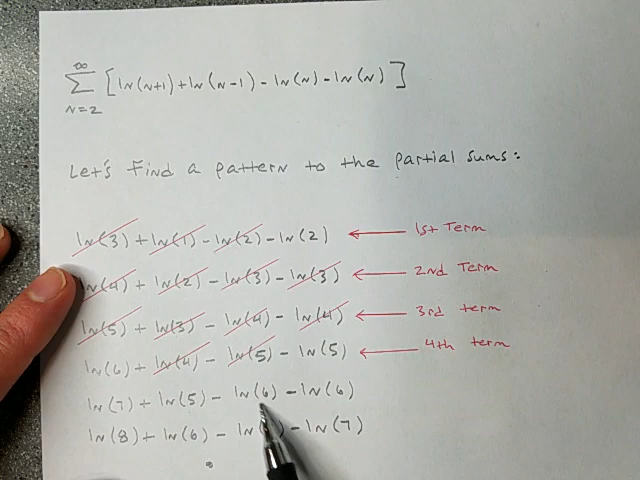 ∞
∑ [ln(n+1)+ln(n-1)-ln(n)-ln(n)]
n=2
Let's Find a pattern to the partial sums:
ln(3)+ln(1)-ln(2)-ln(2) ← 1st Term
ln(4)+ln(2)-ln(3)-ln(3) ← 2nd Term
ln(5)+ln(3)-ln(4)-ln(4) ← 3rd term
ln(6)+ln(4)-ln(5)-ln(5) ← 4th term
ln(7)+ln(5)-ln(6)-ln(6)
ln(8)+ln(6)-ln( )-ln(7)